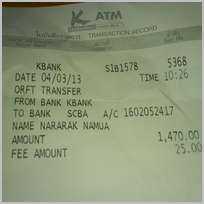 K ATM
TRANSACTION RECORD
KBANK S1B1578 5368
DATE 04/03/13 TIME 10:26
ORFT TRANSFER
FROM BANK KBANK
TO BANK SCBA A/C 1602052417
NAME NARARAK NAMUA
AMOUNT 1,470.00
FEE AMOUNT 25.00